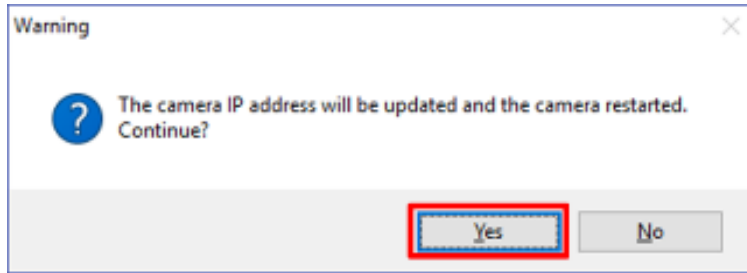 Warning
The camera IP address will be updated and the camera restarted.
Continue?
Yes
No